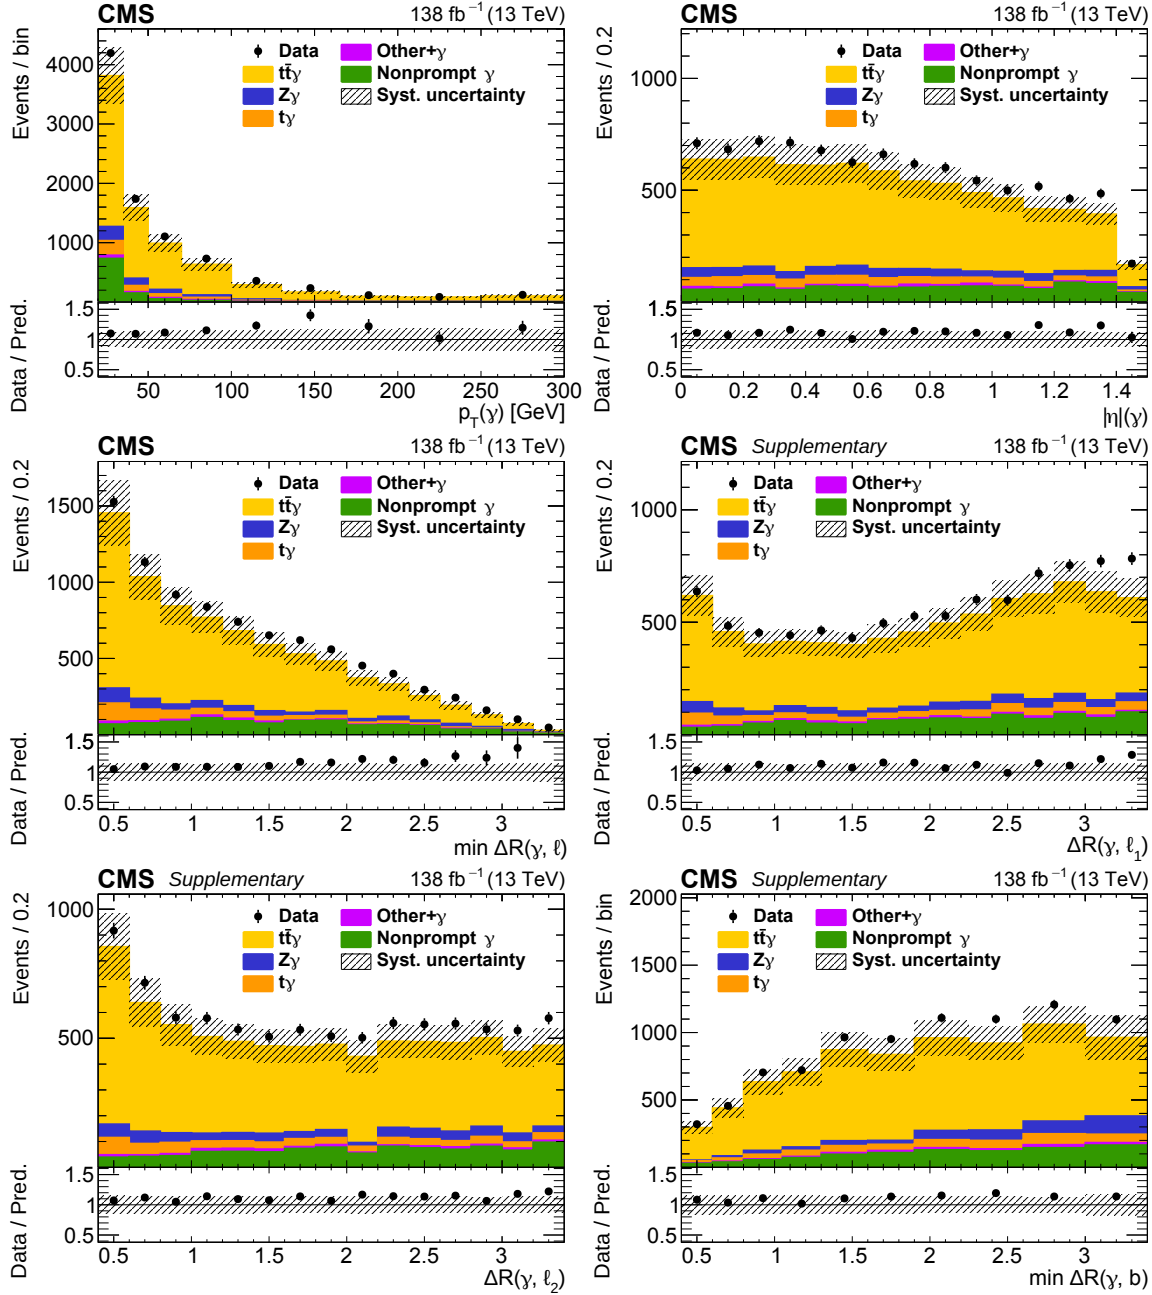 CMS 138 fb⁻¹ (13 TeV)
Events / bin
4000
3000
2000
1000
Data
tt̄γ
Zγ
tγ
Other+γ
Nonprompt γ
Syst. uncertainty
Data / Pred.
1.5
1
0.5
50 100 150 200 250 300
p_T(γ) [GeV]
CMS 138 fb⁻¹ (13 TeV)
Events / 0.2
1000
500
Data
tt̄γ
Zγ
tγ
Other+γ
Nonprompt γ
Syst. uncertainty
Data / Pred.
1.5
1
0.5
0 0.2 0.4 0.6 0.8 1 1.2 1.4
|η|(γ)
CMS 138 fb⁻¹ (13 TeV)
Events / 0.2
1500
1000
500
Data
tt̄γ
Zγ
tγ
Other+γ
Nonprompt γ
Syst. uncertainty
Data / Pred.
1.5
1
0.5
0.5 1 1.5 2 2.5 3
min ΔR(γ, ℓ)
CMS Supplementary 138 fb⁻¹ (13 TeV)
Events / 0.2
1000
500
Data
tt̄γ
Zγ
tγ
Other+γ
Nonprompt γ
Syst. uncertainty
Data / Pred.
1.5
1
0.5
0.5 1 1.5 2 2.5 3
ΔR(γ, ℓ₁)
CMS Supplementary 138 fb⁻¹ (13 TeV)
Events / 0.2
1000
500
Data
tt̄γ
Zγ
tγ
Other+γ
Nonprompt γ
Syst. uncertainty
Data / Pred.
1.5
1
0.5
0.5 1 1.5 2 2.5 3
ΔR(γ, ℓ₂)
CMS Supplementary 138 fb⁻¹ (13 TeV)
Events / bin
2000
1500
1000
500
Data
tt̄γ
Zγ
tγ
Other+γ
Nonprompt γ
Syst. uncertainty
Data / Pred.
1.5
1
0.5
0.5 1 1.5 2 2.5 3
min ΔR(γ, b)